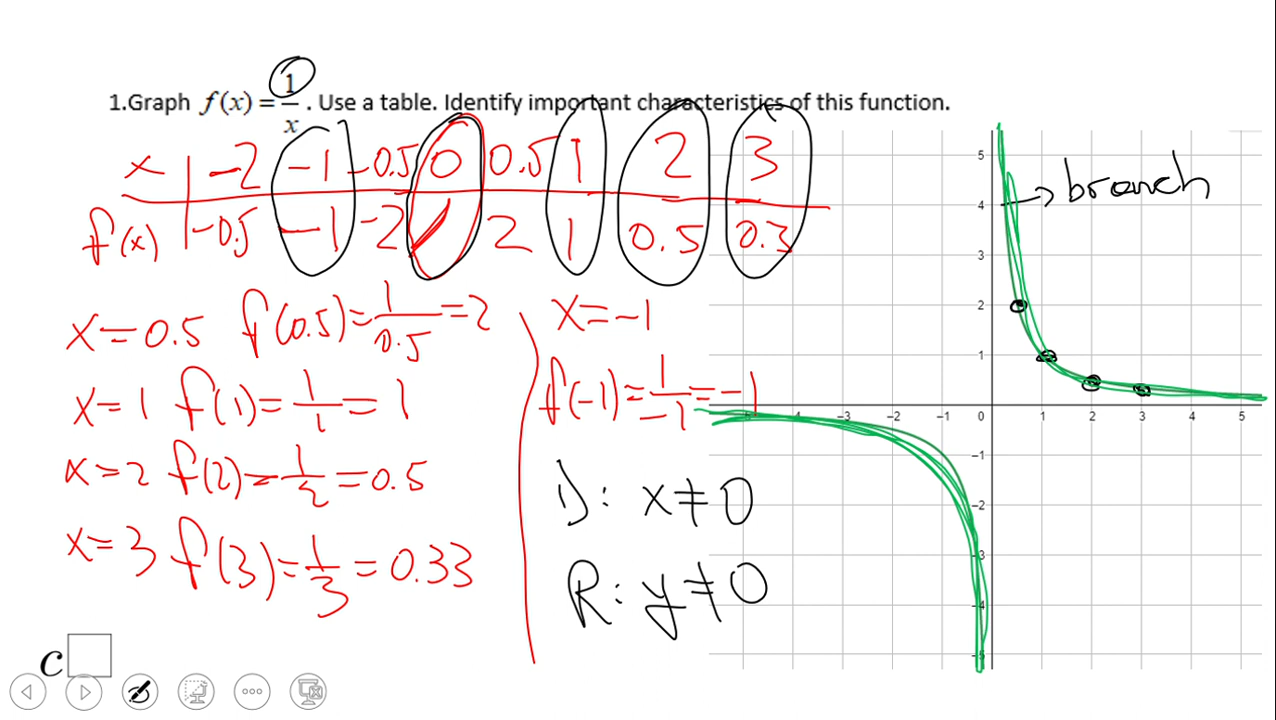 1.Graph f(x) = 1/x . Use a table. Identify important characteristics of this function.
x | -2 -1 -0.5 0 0.5 1 2 3
f(x) | -0.5 -1 -2 2 1 0.5 0.3
x=0.5 f(0.5)=1/0.5=2
x=1 f(1)=1/1=1
x=2 f(2)=1/2=0.5
x=3 f(3)=1/3=0.33
x=-1
f(-1)=1/-1=-1
D: x≠0
R: y≠0
branch
5
4
3
2
1
-5 -4 -3 -2 -1 0 1 2 3 4 5
-1
-2
-3
-4
-5
c